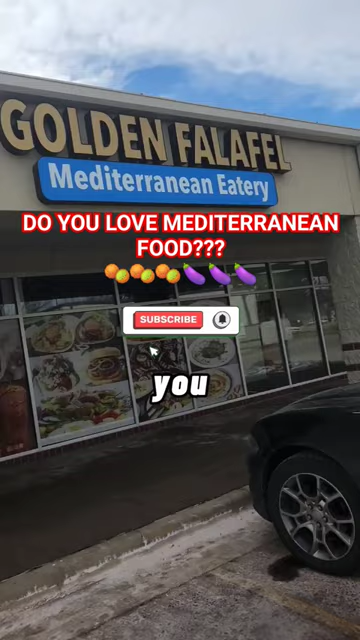 GOLDEN FALAFEL
Mediterranean Eatery
DO YOU LOVE MEDITERRANEAN
FOOD???
SUBSCRIBE
you